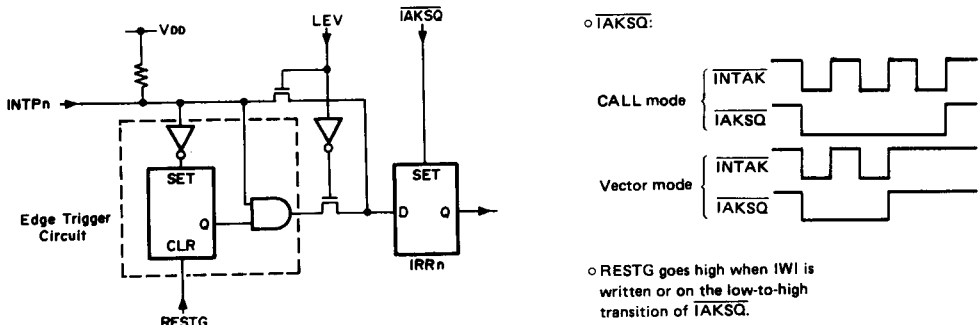 VDD
LEV
IAKSQ
INTPn
SET
Q
CLR
Edge Trigger
Circuit
RESTG
SET
D
Q
IRRn
○ IAKSQ:
CALL mode
INTAK
IAKSQ
Vector mode
INTAK
IAKSQ
○ RESTG goes high when IWI is
written or on the low-to-high
transition of IAKSQ.